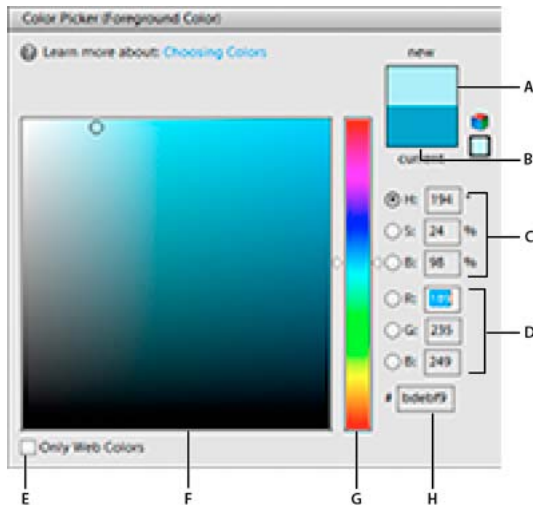 Color Picker (Foreground Color)
Learn more about: Choosing Colors
new
A
B
current
H: 194 °
S: 24 %
C
B: 98 %
R: 189
G: 235
D
B: 249
# bdebf9
Only Web Colors
E F G H